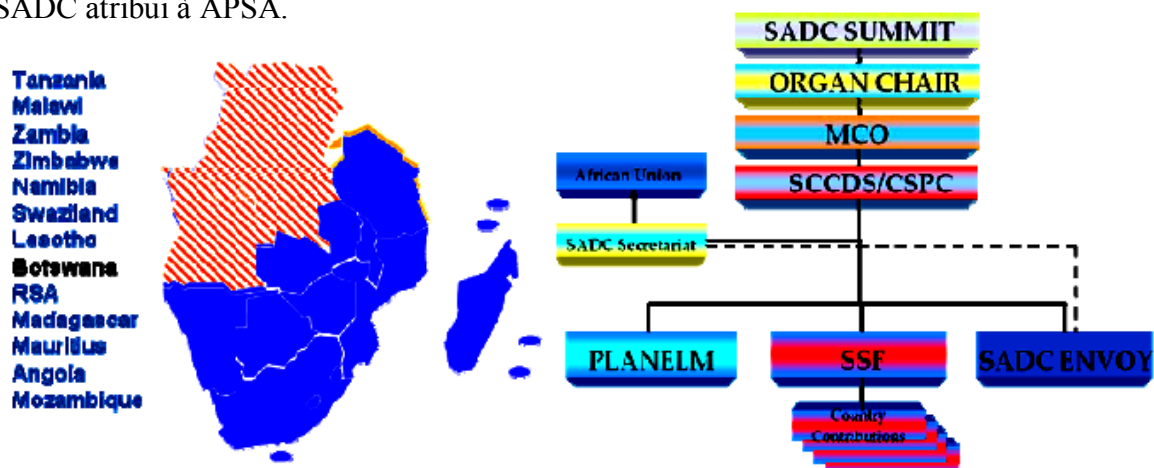 SADC atribui à APSA.
Tanzania
Malawi
Zambia
Zimbabwe
Namibia
Swaziland
Lesotho
Botswana
RSA
Madagascar
Mauritius
Angola
Mozambique
SADC SUMMIT
ORGAN CHAIR
MCO
SCCDS/CSPC
African Union
SADC Secretariat
PLANELM
SSF
SADC ENVOY
Country
Contributions